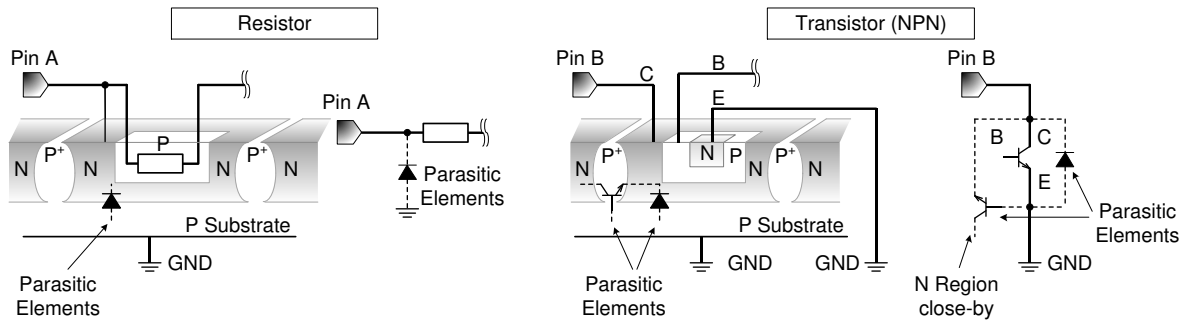 Resistor
Pin A
P
N
P+
N
P+
N
N
P Substrate
GND
Parasitic
Elements
Pin A
Parasitic
Elements
Transistor (NPN)
Pin B
C
B
E
N
P+
N
N
P
P+
N
N
P Substrate
GND
GND
Parasitic
Elements
Pin B
B
C
E
Parasitic
Elements
GND
N Region
close-by